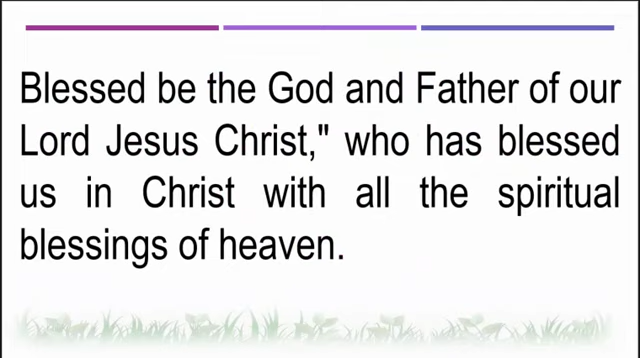 Blessed be the God and Father of our
Lord Jesus Christ," who has blessed
us in Christ with all the spiritual
blessings of heaven.